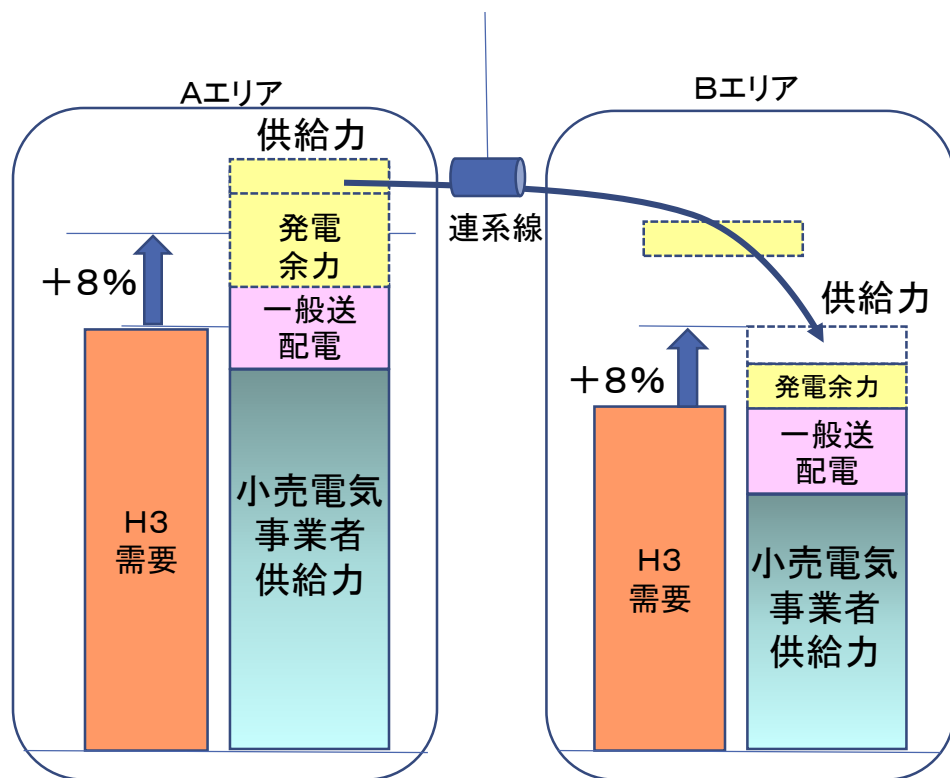 Aエリア
供給力
発電
余力
一般送
配電
小売電気
事業者
供給力
+8%
H3
需要
連系線
Bエリア
供給力
発電余力
一般送
配電
小売電気
事業者
供給力
+8%
H3
需要